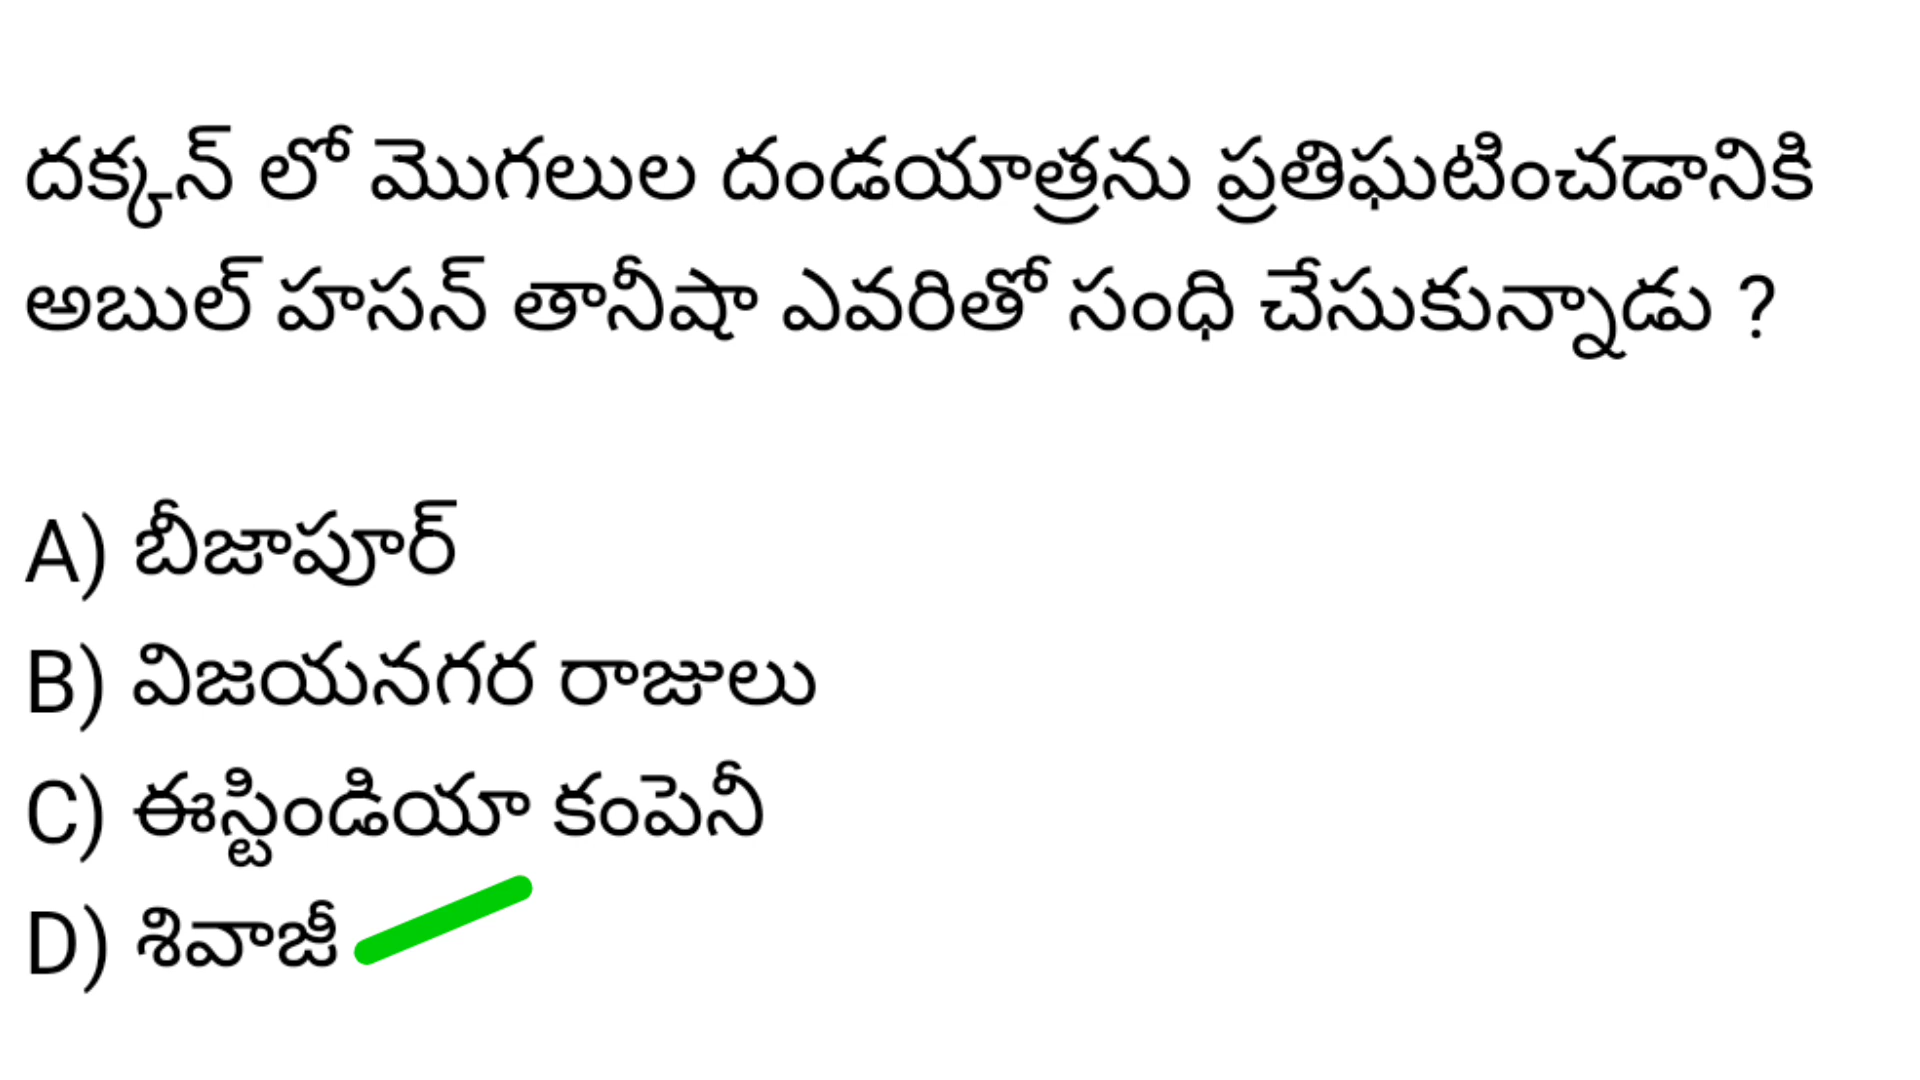 దక్కన్ లో మొగలుల దండయాత్రను ప్రతిఘటించడానికి
అబుల్ హసన్ తానీషా ఎవరితో సంధి చేసుకున్నాడు ?
A) బీజాపూర్
B) విజయనగర రాజులు
C) ఈస్టిండియా కంపెనీ
D) శివాజీ